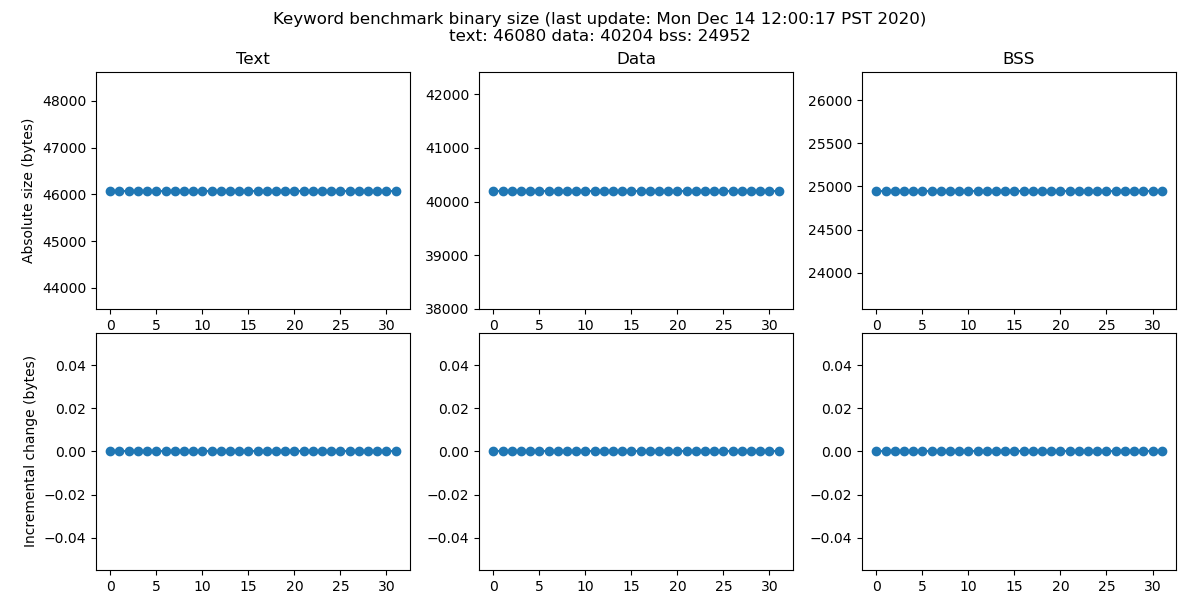 Keyword benchmark binary size (last update: Mon Dec 14 12:00:17 PST 2020)
text: 46080 data: 40204 bss: 24952
Text
Absolute size (bytes)
48000
47000
46000
45000
44000
0 5 10 15 20 25 30
Data
42000
41000
40000
39000
38000
0 5 10 15 20 25 30
BSS
26000
25500
25000
24500
24000
0 5 10 15 20 25 30
Incremental change (bytes)
0.04
0.02
0.00
−0.02
−0.04
0 5 10 15 20 25 30
0.04
0.02
0.00
−0.02
−0.04
0 5 10 15 20 25 30
0.04
0.02
0.00
−0.02
−0.04
0 5 10 15 20 25 30